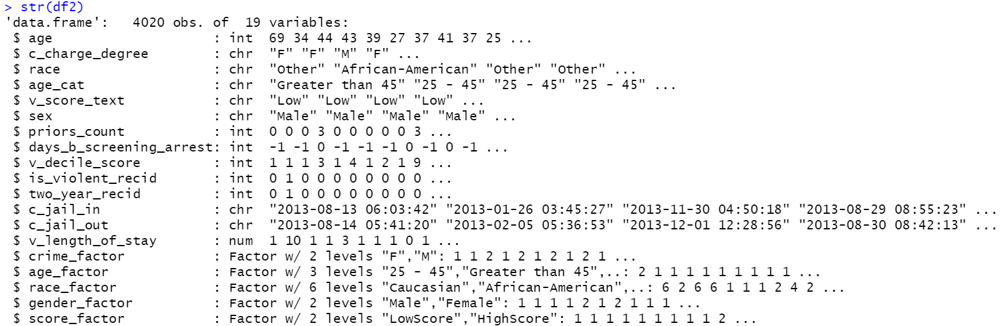 > str(df2)
'data.frame':   4020 obs. of  19 variables:
 $ age                    : int  69 34 44 43 39 27 37 41 37 25 ...
 $ c_charge_degree        : chr  "F" "F" "M" "F" ...
 $ race                   : chr  "Other" "African-American" "Other" "Other" ...
 $ age_cat                : chr  "Greater than 45" "25 - 45" "25 - 45" "25 - 45" ...
 $ v_score_text           : chr  "Low" "Low" "Low" "Low" ...
 $ sex                    : chr  "Male" "Male" "Male" "Male" ...
 $ priors_count           : int  0 0 0 3 0 0 0 0 0 3 ...
 $ days_b_screening_arrest: int  -1 -1 0 -1 -1 -1 0 -1 0 -1 ...
 $ v_decile_score         : int  1 1 1 3 1 4 1 2 1 9 ...
 $ is_violent_recid       : int  0 1 0 0 0 0 0 0 0 0 ...
 $ two_year_recid         : int  0 1 0 0 0 0 0 0 0 0 ...
 $ c_jail_in              : chr  "2013-08-13 06:03:42" "2013-01-26 03:45:27" "2013-11-30 04:50:18" "2013-08-29 08:55:23" ...
 $ c_jail_out             : chr  "2013-08-14 05:41:20" "2013-02-05 05:36:53" "2013-12-01 12:28:56" "2013-08-30 08:42:13" ...
 $ v_length_of_stay       : num  1 10 1 1 3 1 1 1 0 1 ...
 $ crime_factor           : Factor w/ 2 levels "F","M": 1 1 2 1 2 1 2 1 2 1 ...
 $ age_factor             : Factor w/ 3 levels "25 - 45","Greater than 45",..: 2 1 1 1 1 1 1 1 1 1 ...
 $ race_factor            : Factor w/ 6 levels "Caucasian","African-American",..: 6 2 6 6 1 1 1 2 4 2 ...
 $ gender_factor          : Factor w/ 2 levels "Male","Female": 1 1 1 1 2 1 2 1 1 1 ...
 $ score_factor           : Factor w/ 2 levels "LowScore","HighScore": 1 1 1 1 1 1 1 1 1 2 ...